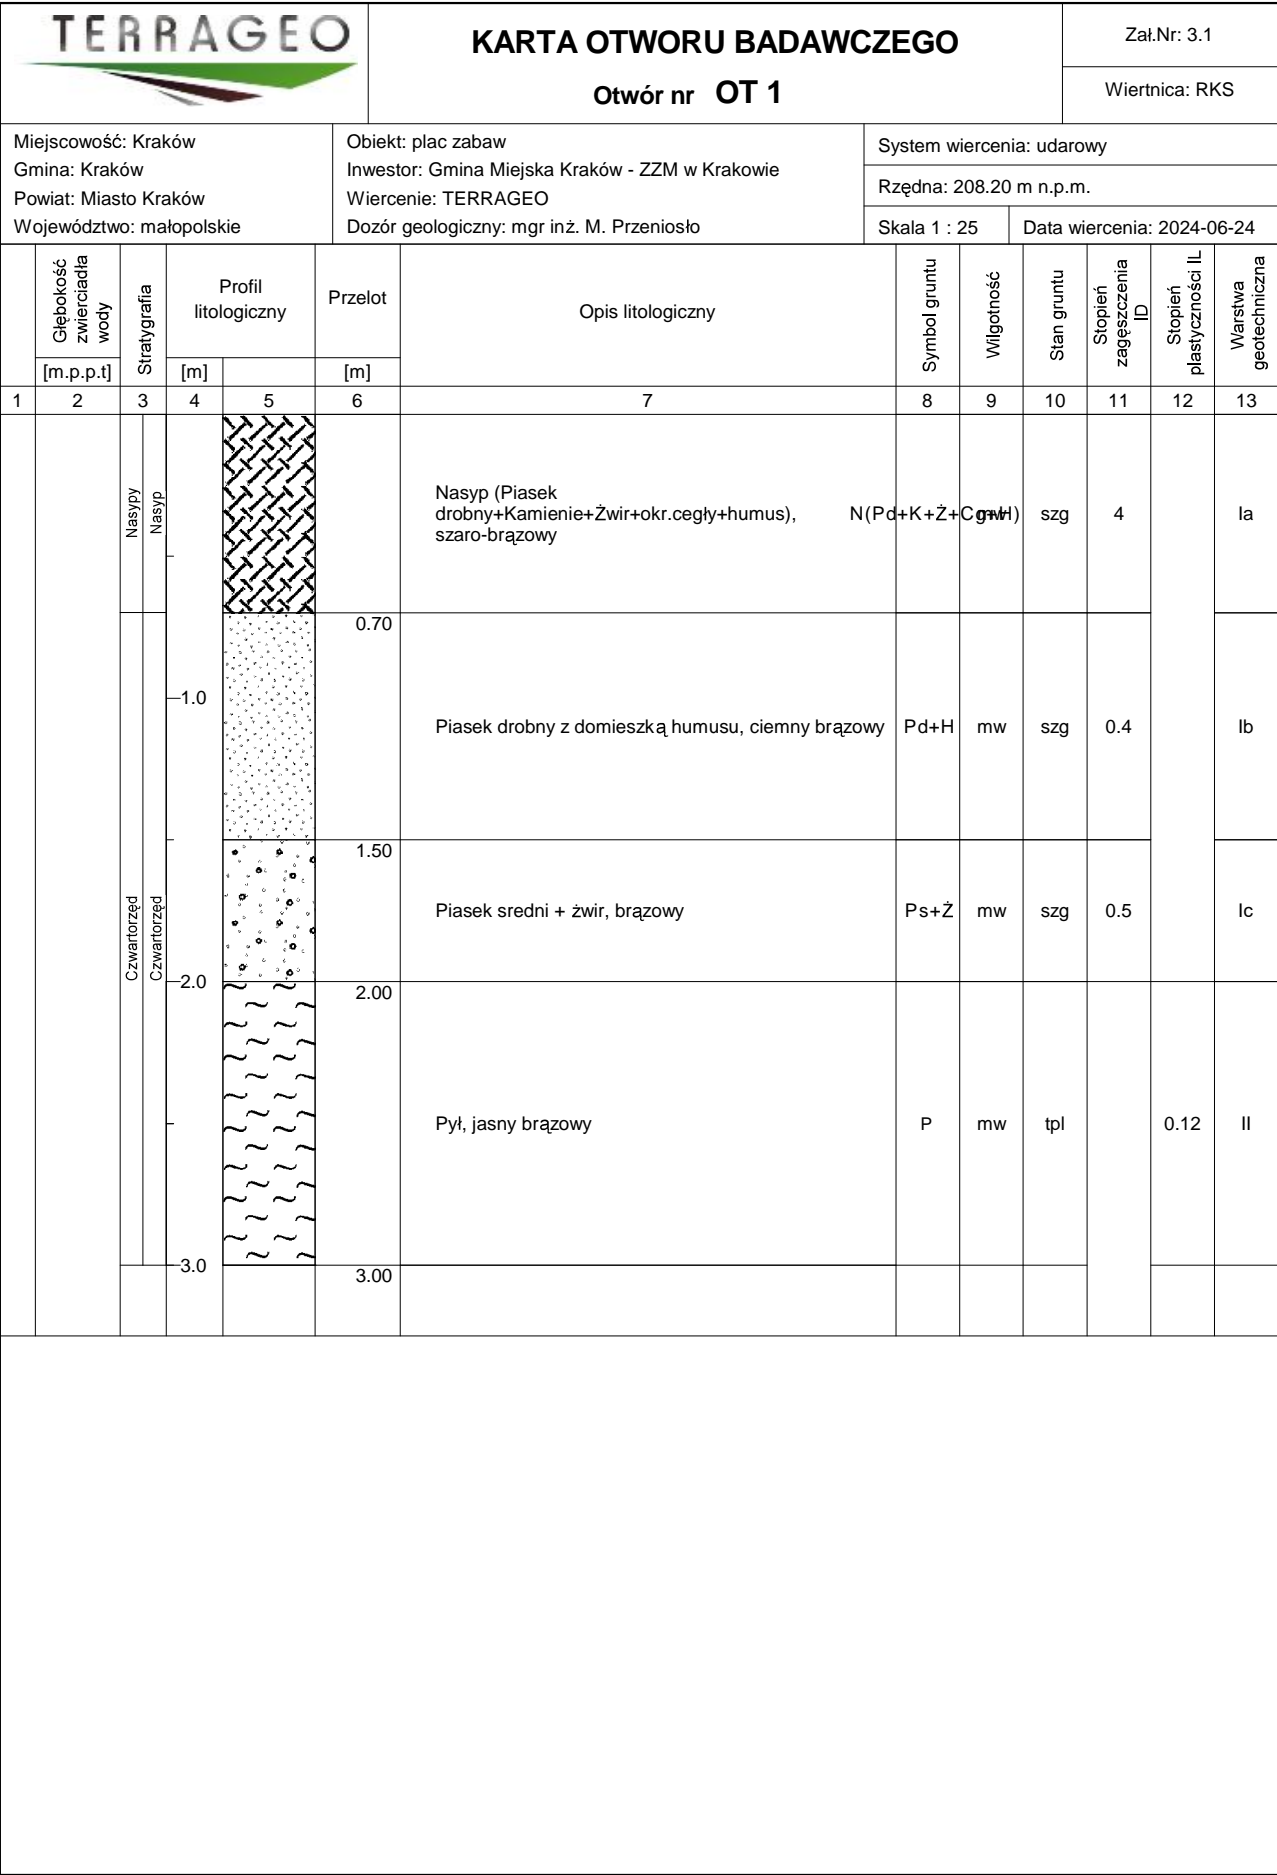 TERRAGEO
KARTA OTWORU BADAWCZEGO
Otwór nr OT 1
Zał.Nr: 3.1
Wiertnica: RKS
Miejscowość: Kraków
Gmina: Kraków
Powiat: Miasto Kraków
Województwo: małopolskie
Obiekt: plac zabaw
Inwestor: Gmina Miejska Kraków - ZZM w Krakowie
Wiercenie: TERRAGEO
Dozór geologiczny: mgr inż. M. Przeniosło
System wiercenia: udarowy
Rzędna: 208.20 m n.p.m.
Skala 1 : 25
Data wiercenia: 2024-06-24
Głębokość
zwierciadła
wody
[m.p.p.t]
Stratygrafia
Profil
litologiczny
[m]
Przelot
[m]
Opis litologiczny
Symbol gruntu
Wilgotność
Stan gruntu
Stopień
zagęszczenia
ID
Stopień
plastyczności IL
Warstwa
geotechniczna
1 2 3 4 5 6 7 8 9 10 11 12 13
Nasypy
Nasyp
Nasyp (Piasek
drobny+Kamienie+Żwir+okr.cegły+humus),
szaro-brązowy
N(Pd+K+Ż+Cg+H) mw szg 4 Ia
0.70
1.0
Piasek drobny z domieszką humusu, ciemny brązowy Pd+H mw szg 0.4 Ib
1.50
Czwartorzęd
Czwartorzęd
Piasek sredni + żwir, brązowy Ps+Ż mw szg 0.5 Ic
2.0
2.00
Pył, jasny brązowy P mw tpl 0.12 II
3.0
3.00